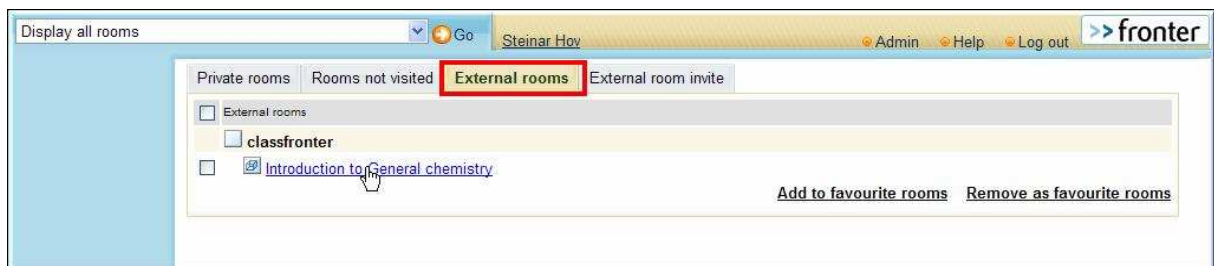 Display all rooms Go Steinar Hov Admin Help Log out >> fronter
Private rooms Rooms not visited External rooms External room invite
External rooms
classfronter
Introduction to General chemistry
Add to favourite rooms Remove as favourite rooms